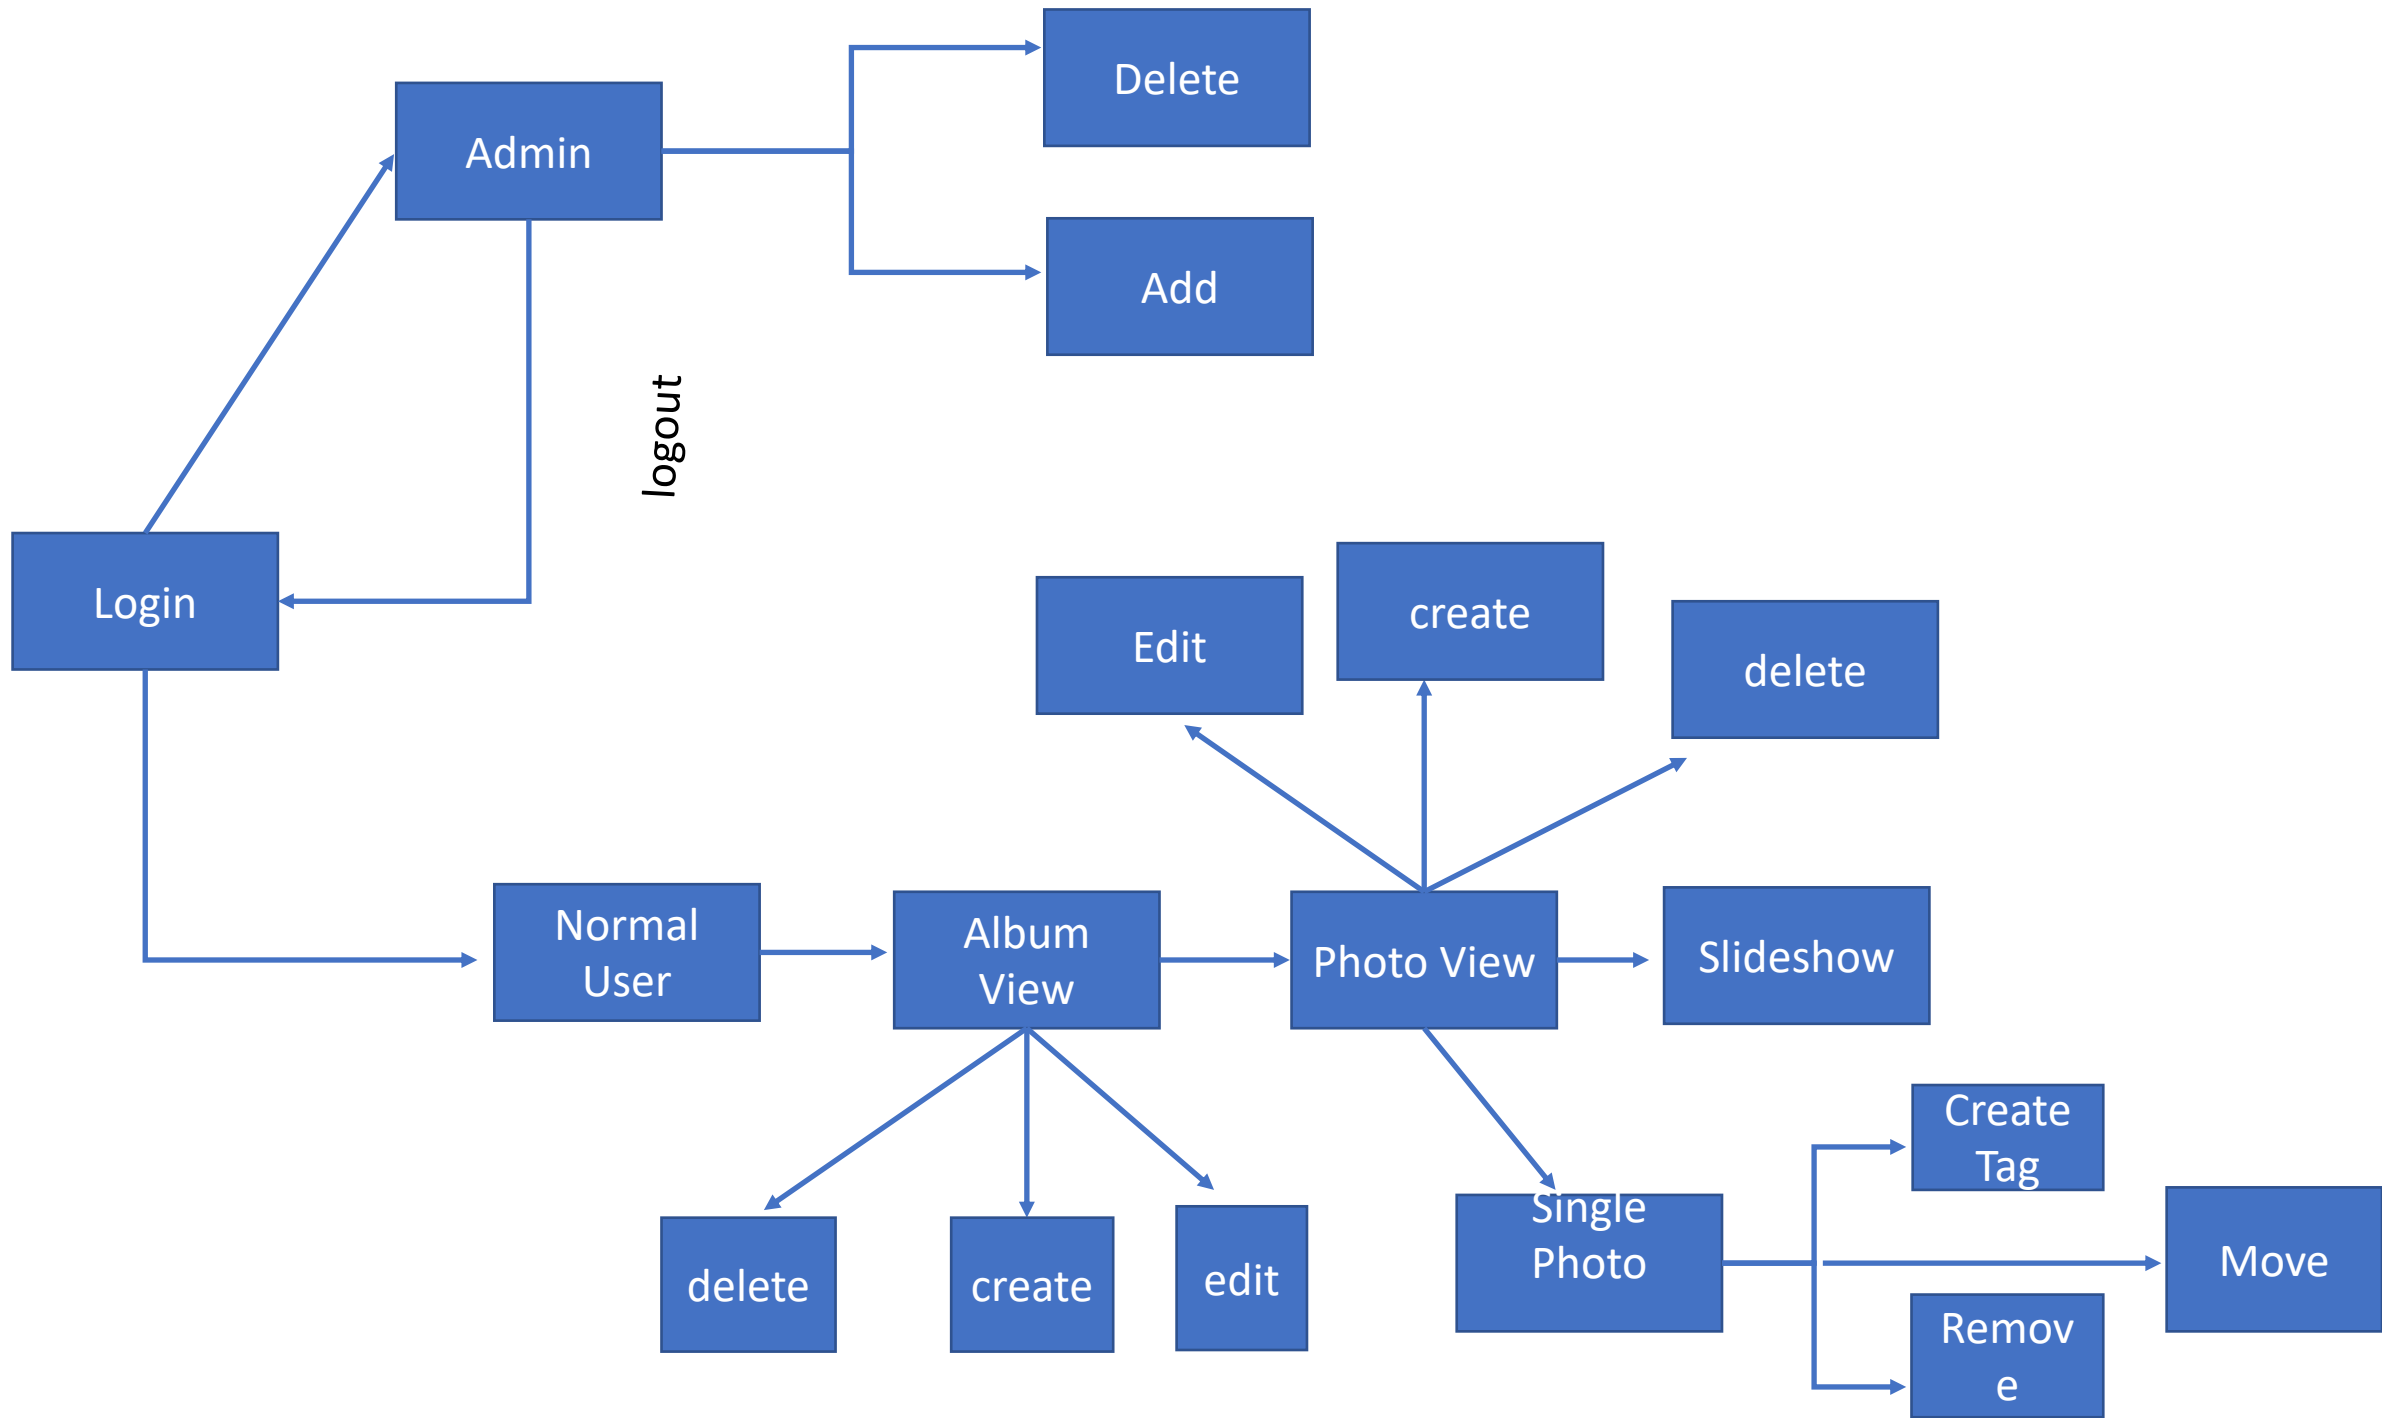 Delete
Admin
Add
logout
Login
Edit
create
delete
Normal
User
Album
View
Photo View
Slideshow
Create
Tag
Single
Photo
Move
delete
create
edit
Remov
e